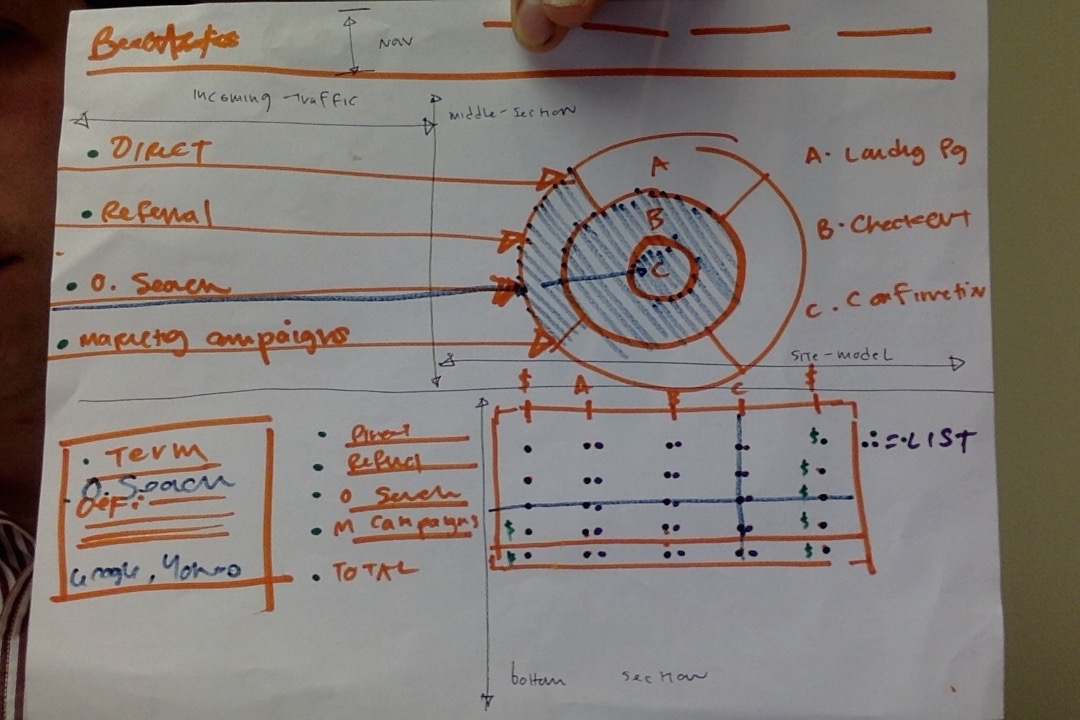 NAV
Incoming Traffic
middle-section
• DIRECT
• Referral
• O. Search
• Marketing campaigns
A
B
C
A. Landing Pg
B. Checkout
C. Confirmation
site-model
$ A B C $
• Term
O. Search
Def:
Google, Yahoo
• Direct
• Referral
• O Search
• M Campaigns
• TOTAL
$
$
$
$ $
$ $
= LIST
bottom section